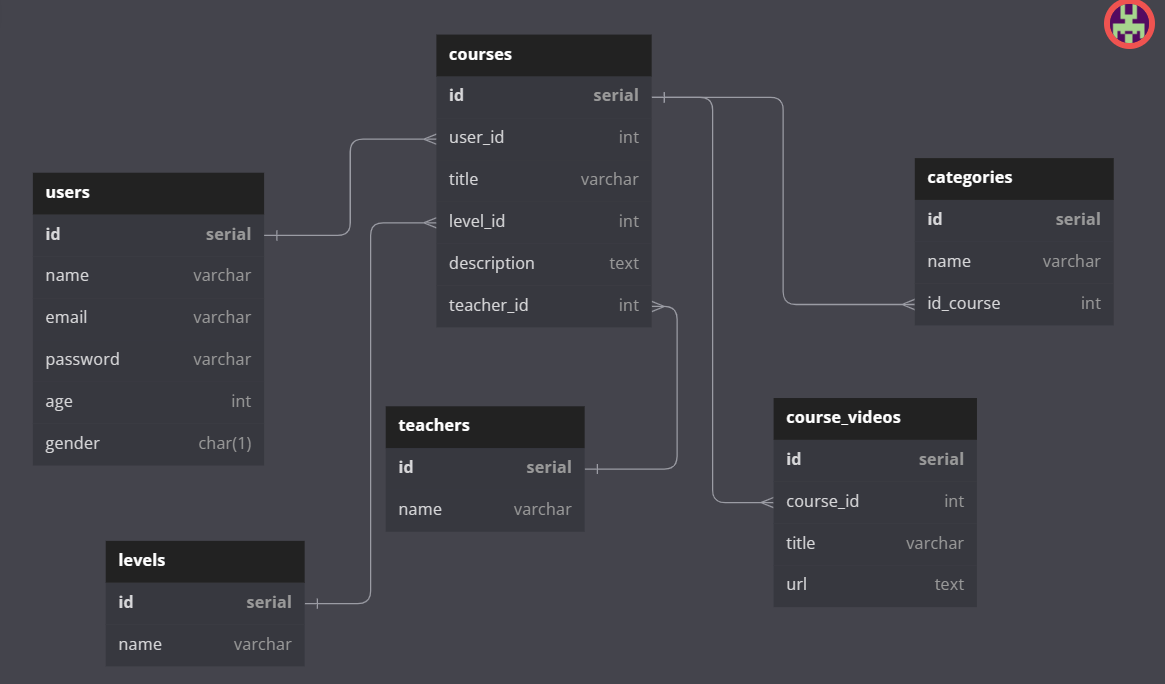 courses
id serial
user_id int
title varchar
level_id int
description text
teacher_id int
users
id serial
name varchar
email varchar
password varchar
age int
gender char(1)
categories
id serial
name varchar
id_course int
teachers
id serial
name varchar
course_videos
id serial
course_id int
title varchar
url text
levels
id serial
name varchar